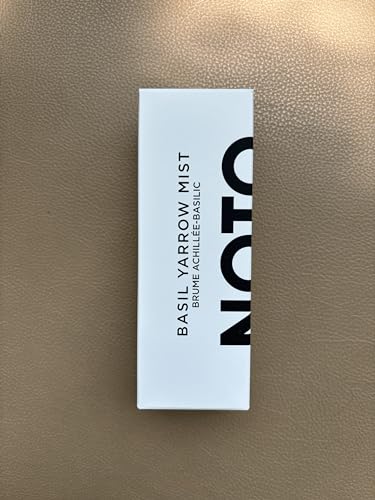 BASIL YARROW MIST
BRUME ACHILLÉE-BASILIC
NOTO